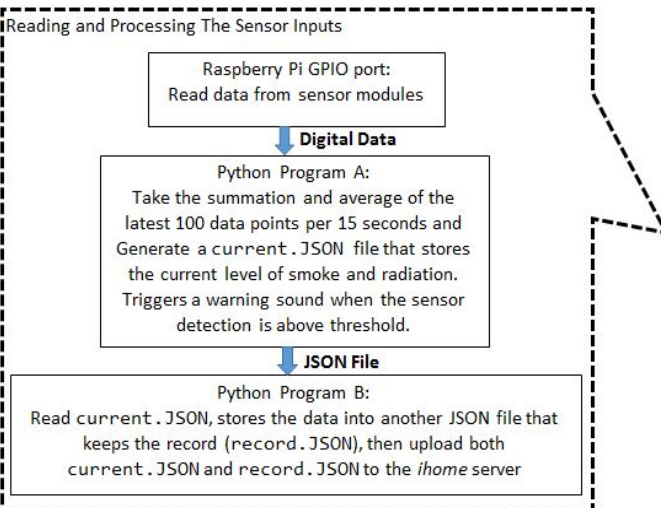 Reading and Processing The Sensor Inputs
Raspberry Pi GPIO port:
Read data from sensor modules
Digital Data
Python Program A:
Take the summation and average of the
latest 100 data points per 15 seconds and
Generate a current.JSON file that stores
the current level of smoke and radiation.
Triggers a warning sound when the sensor
detection is above threshold.
JSON File
Python Program B:
Read current.JSON, stores the data into another JSON file that
keeps the record (record.JSON), then upload both
current.JSON and record.JSON to the ihome server